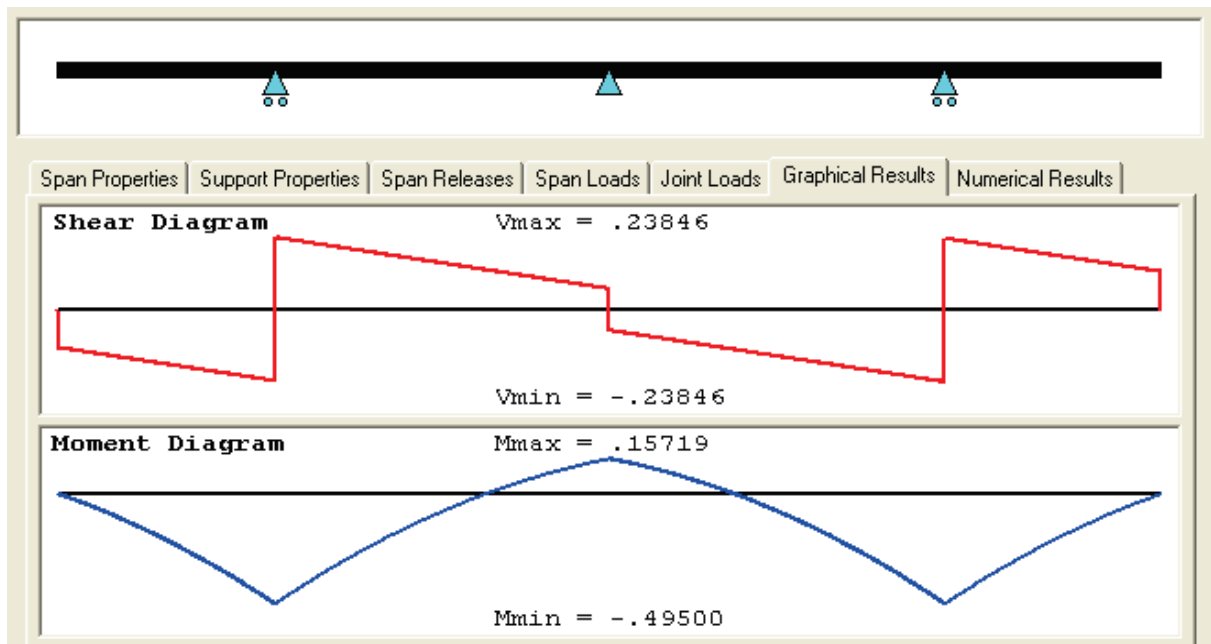 Span Properties Support Properties Span Releases Span Loads Joint Loads Graphical Results Numerical Results
Shear Diagram Vmax = .23846
Vmin = -.23846
Moment Diagram Mmax = .15719
Mmin = -.49500